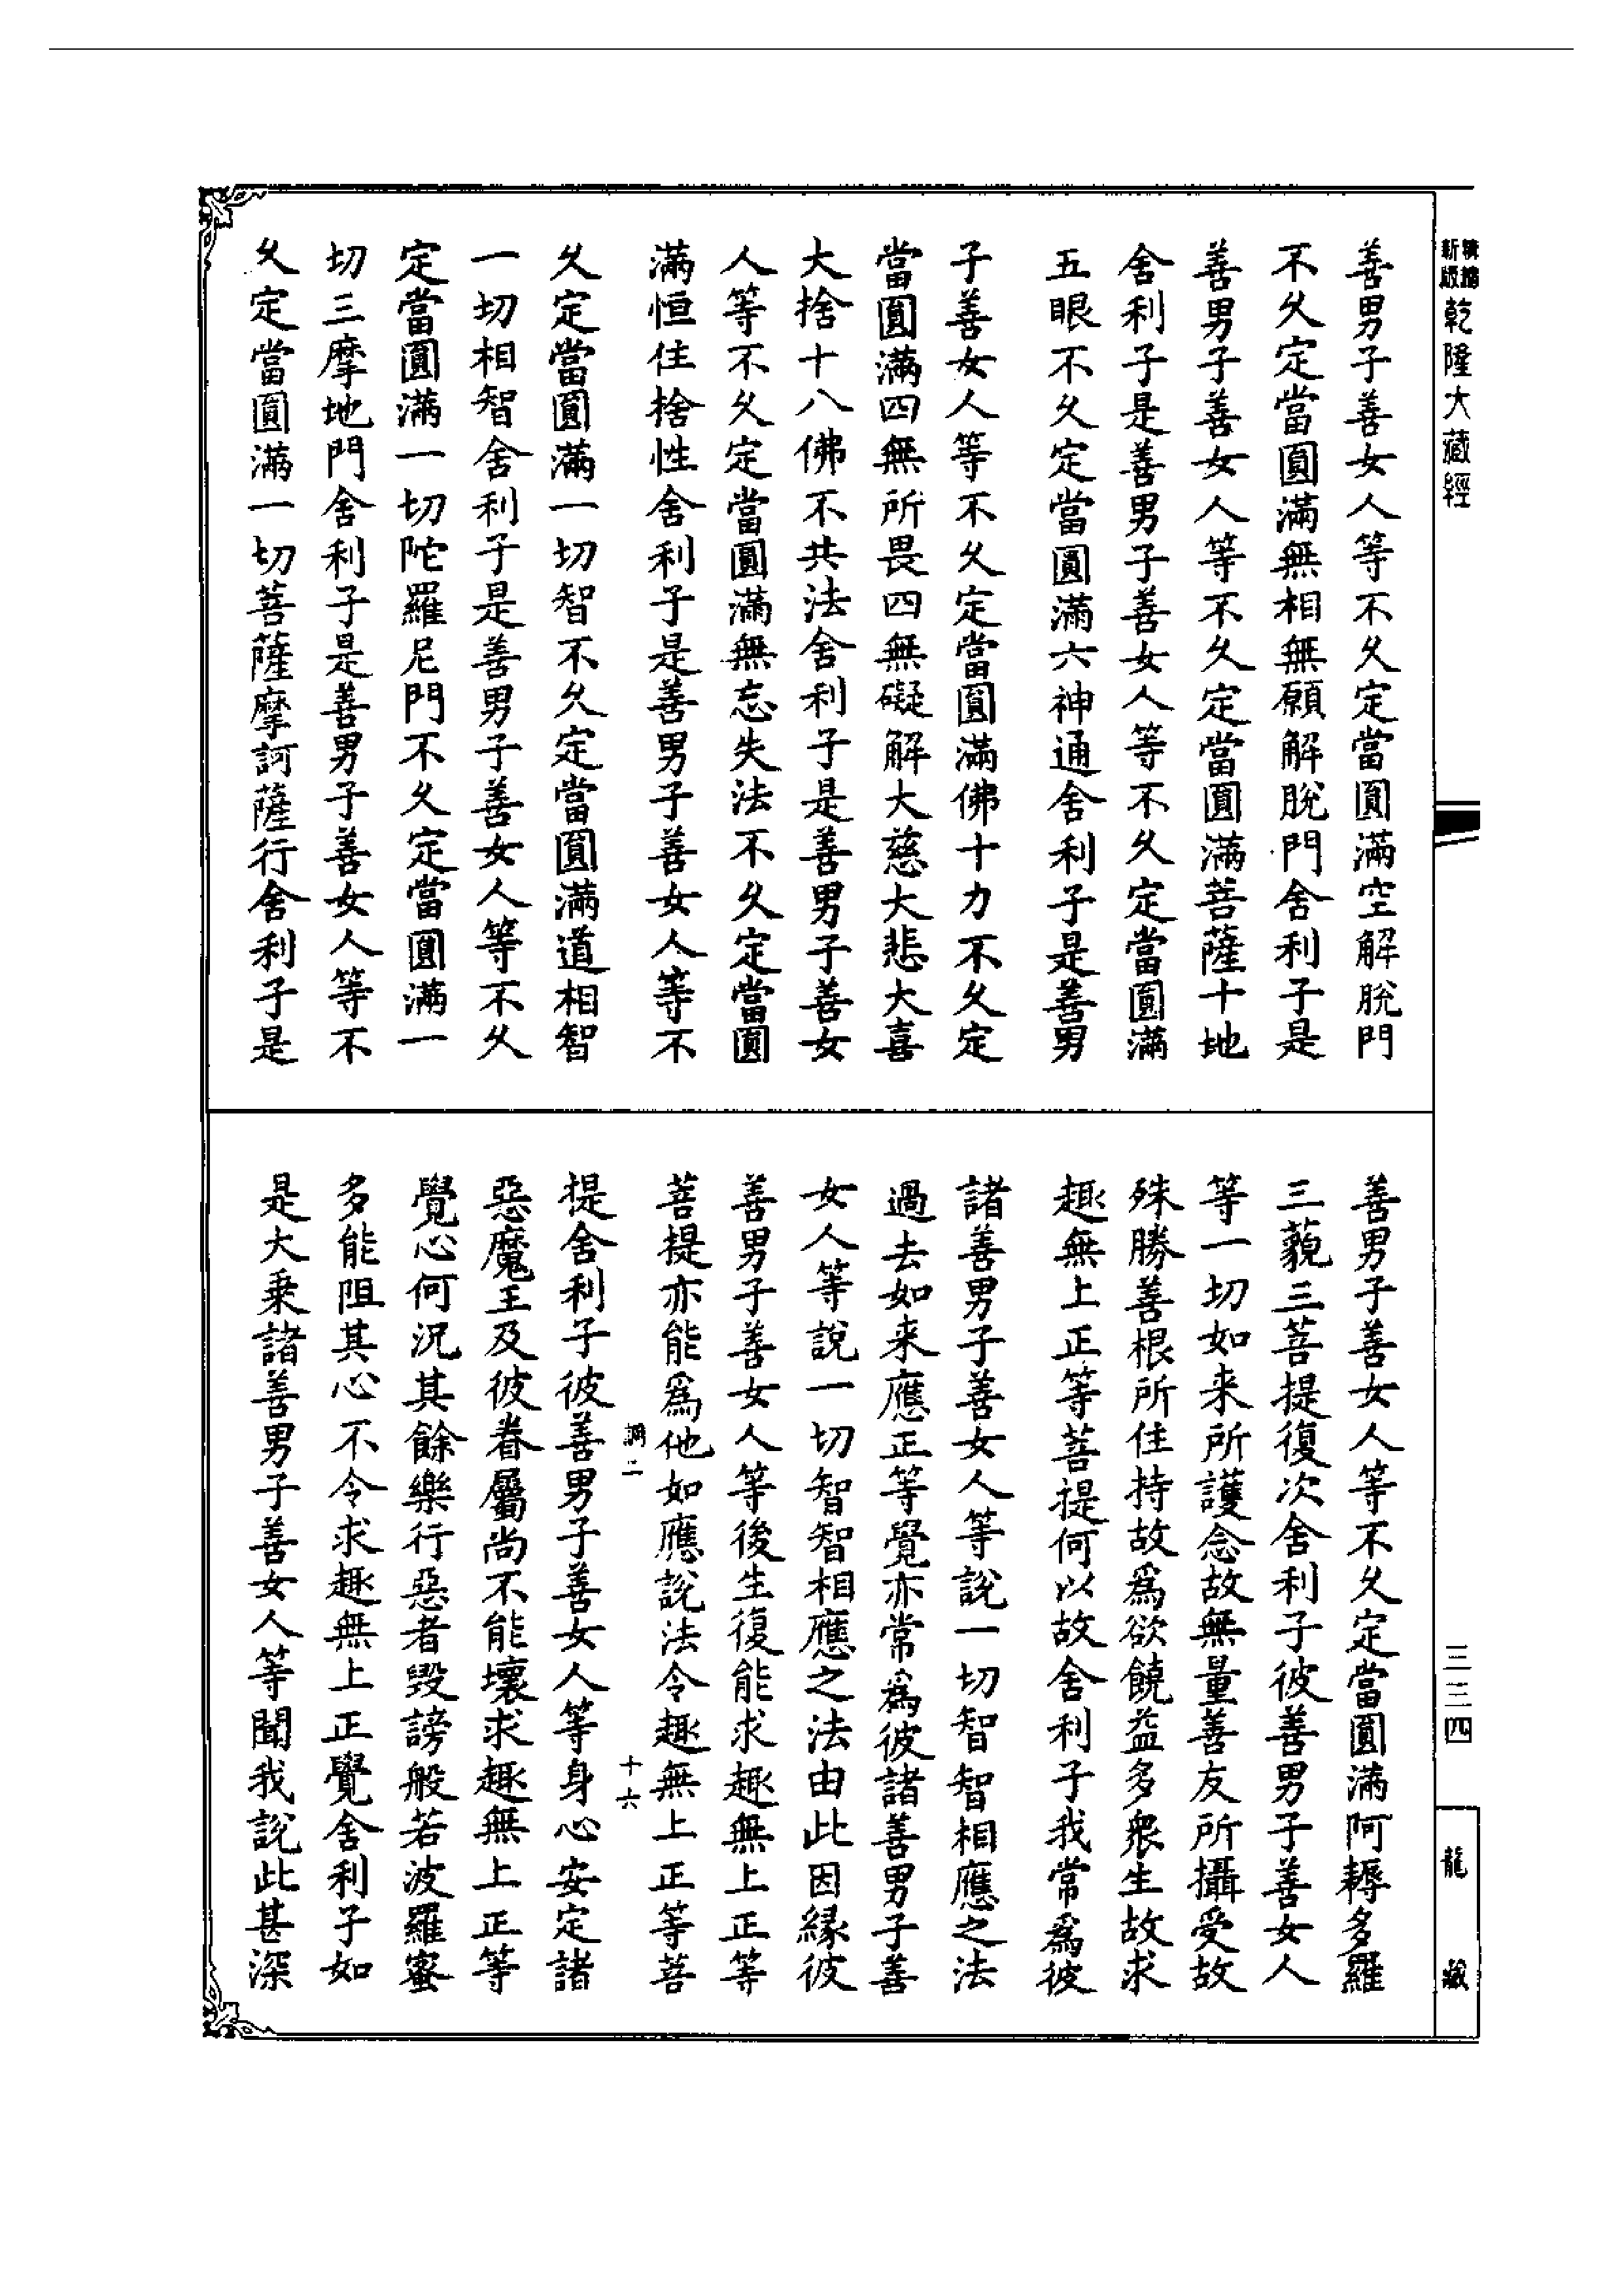 新版
精縮
乾隆大藏經
善男子善女人等不久定當圓滿空解脫門
不久定當圓滿無相無願解脫門舍利子是
善男子善女人等不久定當圓滿菩薩十地
舍利子是善男子善女人等不久定當圓滿
五眼不久定當圓滿六神通舍利子是善男
子善女人等不久定當圓滿佛十力不久定
當圓滿四無所畏四無礙解大慈大悲大喜
大捨十八佛不共法舍利子是善男子善女
人等不久定當圓滿無忘失法不久定當圓
滿恒住捨性舍利子是善男子善女人等不
久定當圓滿一切智不久定當圓滿道相智
一切相智舍利子是善男子善女人等不久
定當圓滿一切陀羅尼門不久定當圓滿一
切三摩地門舍利子是善男子善女人等不
久定當圓滿一切菩薩摩訶薩行舍利子是
善男子善女人等不久定當圓滿阿耨多羅
三藐三菩提復次舍利子彼善男子善女人
等一切如来所護念故無量善友所攝受故
殊勝善根所住持故爲欲饒益多衆生故求
趣無上正等菩提何以故舍利子我常爲彼
諸善男子善女人等說一切智智相應之法
過去如来應正等覺亦常爲彼諸善男子善
女人等說一切智智相應之法由此因緣彼
善男子善女人等後生復能求趣無上正等
菩提亦能爲他如應說法令趣無上正等菩
調二
十六
提舍利子彼善男子善女人等身心安定諸
惡魔王及彼眷屬尚不能壞求趣無上正等
覺心何況其餘樂行惡者毀謗般若波羅蜜
多能阻其心不令求趣無上正覺舍利子如
是大乘諸善男子善女人等聞我說此甚深
三三四
龍藏